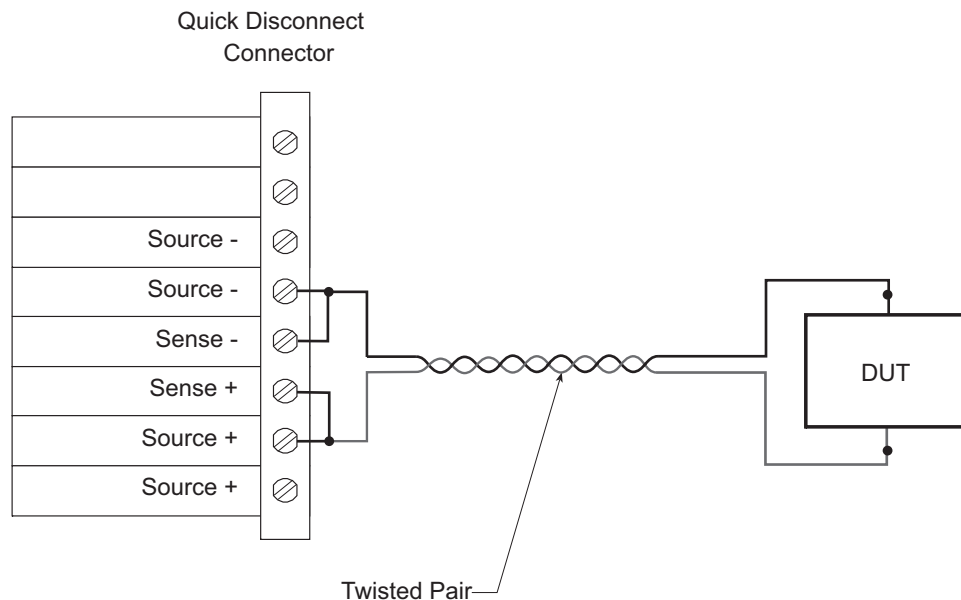 Quick Disconnect
Connector
Source -
Source -
Sense -
Sense +
Source +
Source +
DUT
Twisted Pair